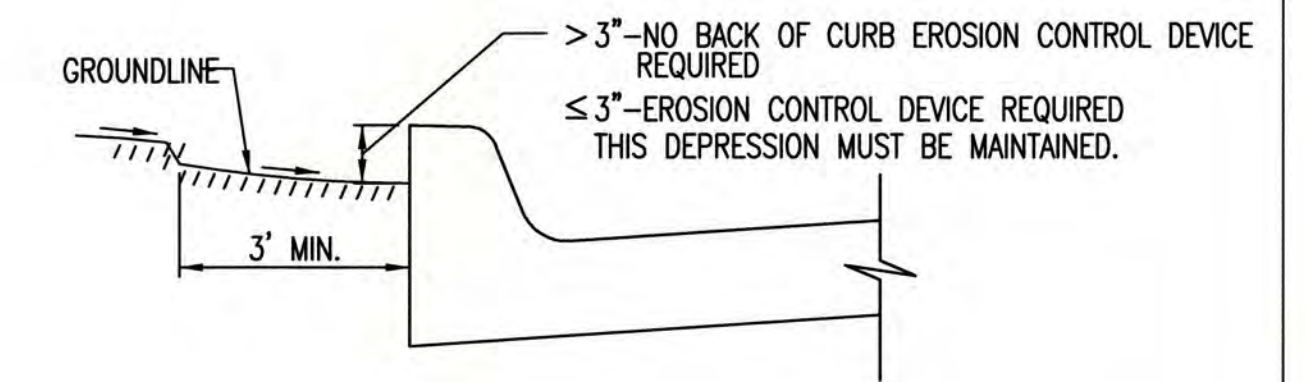 > 3"-NO BACK OF CURB EROSION CONTROL DEVICE
REQUIRED
GROUNDLINE
≤ 3"-EROSION CONTROL DEVICE REQUIRED
THIS DEPRESSION MUST BE MAINTAINED.
3' MIN.